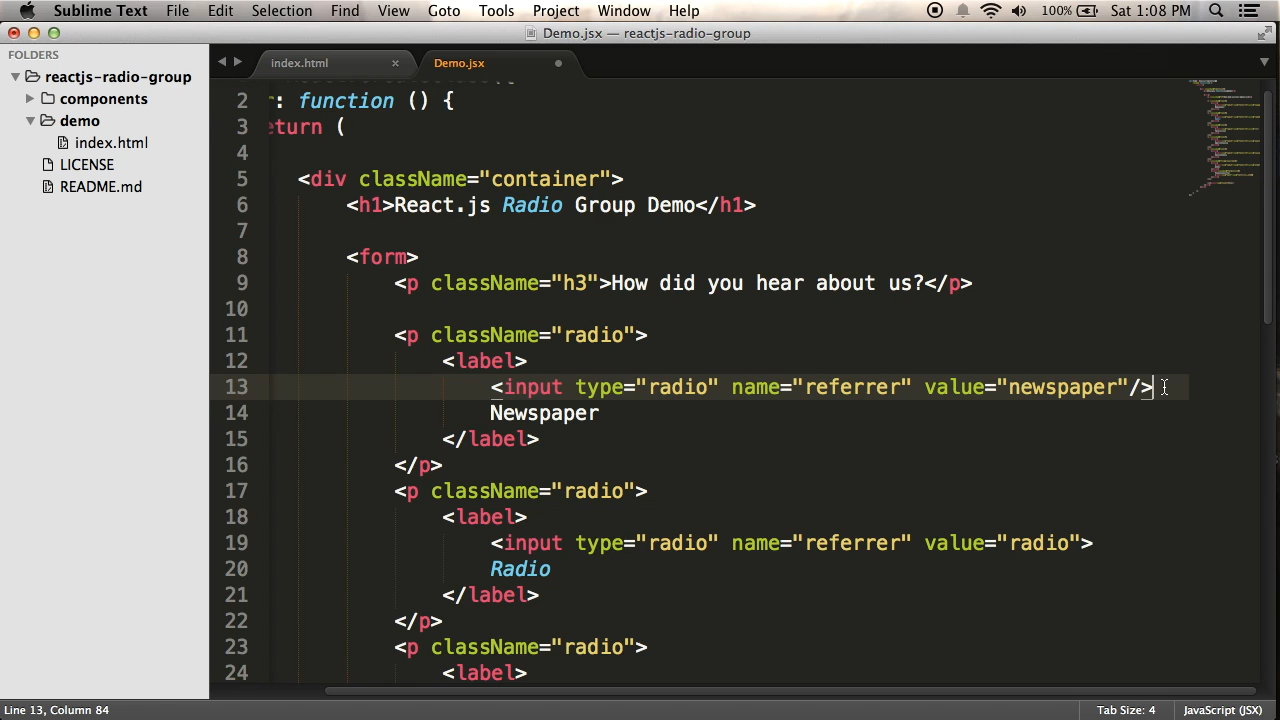 Sublime Text File Edit Selection Find View Goto Tools Project Window Help 100% Sat 1:08 PM
Demo.jsx — reactjs-radio-group
FOLDERS
reactjs-radio-group
components
demo
index.html
LICENSE
README.md
index.html × Demo.jsx
2 : function () {
3 eturn (
4
5 <div className="container">
6 <h1>React.js Radio Group Demo</h1>
7
8 <form>
9 <p className="h3">How did you hear about us?</p>
10
11 <p className="radio">
12 <label>
13 <input type="radio" name="referrer" value="newspaper"/>
14 Newspaper
15 </label>
16 </p>
17 <p className="radio">
18 <label>
19 <input type="radio" name="referrer" value="radio">
20 Radio
21 </label>
22 </p>
23 <p className="radio">
24 <label>
Line 13, Column 84 Tab Size: 4 JavaScript (JSX)